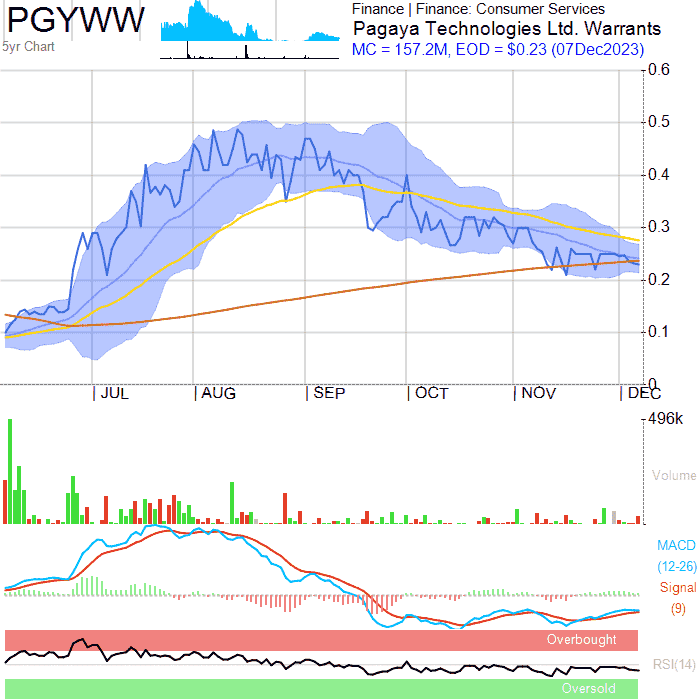 PGYWW
5yr Chart
Finance | Finance: Consumer Services
Pagaya Technologies Ltd. Warrants
MC = 157.2M, EOD = $0.23 (07Dec2023)
0.6
0.5
0.4
0.3
0.2
0.1
0
JUL AUG SEP OCT NOV DEC
496k
Volume
MACD
(12-26)
Signal
(9)
Overbought
RSI(14)
Oversold